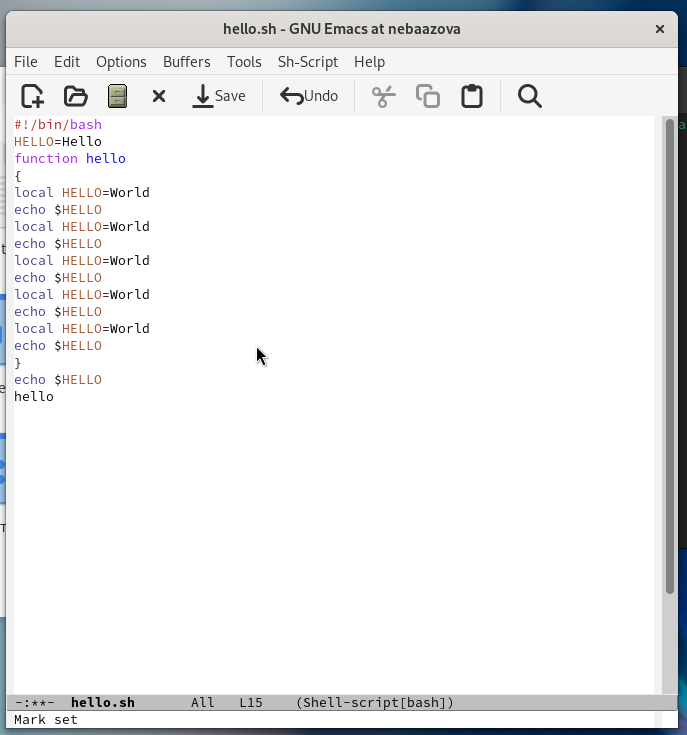 hello.sh - GNU Emacs at nebaazova
File Edit Options Buffers Tools Sh-Script Help
Save Undo
#!/bin/bash
HELLO=Hello
function hello
{
local HELLO=World
echo $HELLO
local HELLO=World
echo $HELLO
local HELLO=World
echo $HELLO
local HELLO=World
echo $HELLO
local HELLO=World
echo $HELLO
}
echo $HELLO
hello
-:**- hello.sh All L15 (Shell-script[bash])
Mark set